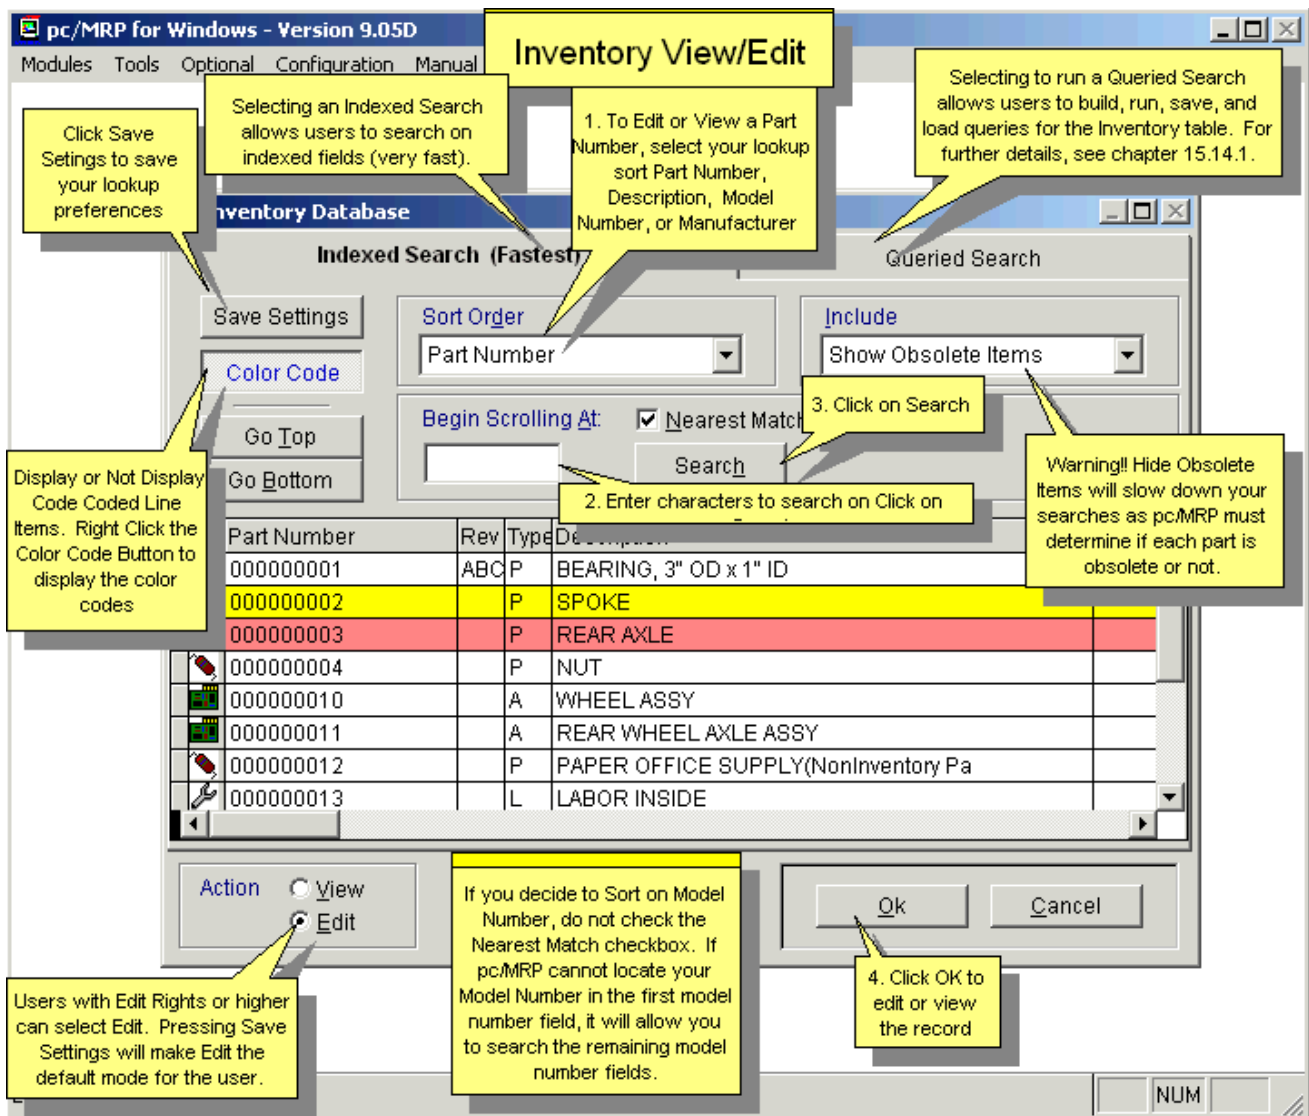 pc/MRP for Windows - Version 9.05D
Inventory View/Edit
Modules Tools Optional Configuration Manual
Click Save
Setings to save
your lookup
preferences
Selecting an Indexed Search
allows users to search on
indexed fields (very fast).
1. To Edit or View a Part
Number, select your lookup
sort Part Number,
Description, Model
Number, or Manufacturer
Selecting to run a Queried Search
allows users to build, run, save, and
load queries for the Inventory table. For
further details, see chapter 15.14.1.
nventory Database
Indexed Search (Fastest)
Queried Search
Save Settings
Color Code
Go Top
Go Bottom
Sort Order
Part Number
Include
Show Obsolete Items
Begin Scrolling At:
Nearest Match
Search
3. Click on Search
2. Enter characters to search on Click on
Display or Not Display
Code Coded Line
Items. Right Click the
Color Code Button to
display the color
codes
Warning!! Hide Obsolete
Items will slow down your
searches as pc/MRP must
determine if each part is
obsolete or not.
Part Number Rev Type Description
000000001 ABC P BEARING, 3" OD x 1" ID
000000002 P SPOKE
000000003 P REAR AXLE
000000004 P NUT
000000010 A WHEEL ASSY
000000011 A REAR WHEEL AXLE ASSY
000000012 P PAPER OFFICE SUPPLY(NonInventory Pa
000000013 L LABOR INSIDE
Action View
Edit
If you decide to Sort on Model
Number, do not check the
Nearest Match checkbox. If
pc/MRP cannot locate your
Model Number in the first model
number field, it will allow you
to search the remaining model
number fields.
Ok Cancel
4. Click OK to
edit or view
the record
Users with Edit Rights or higher
can select Edit. Pressing Save
Settings will make Edit the
default mode for the user.
NUM